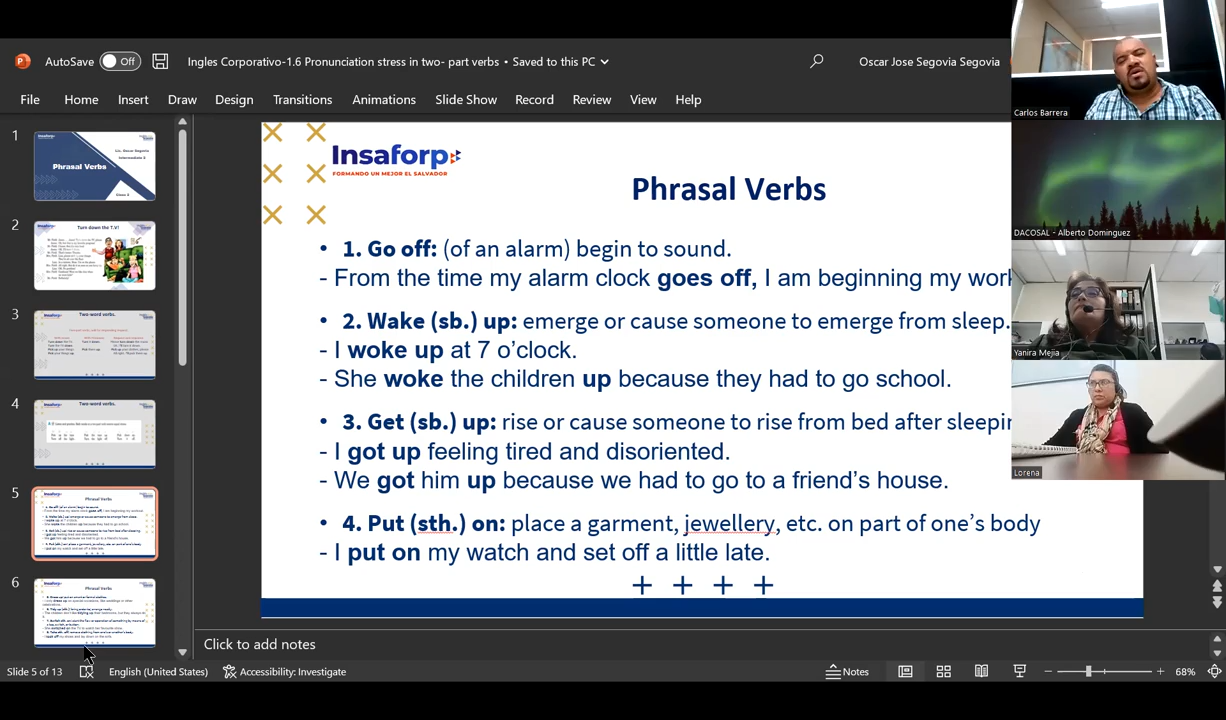 AutoSave Off Ingles Corporativo-1.6 Pronunciation stress in two- part verbs • Saved to this PC Oscar Jose Segovia Segovia
File Home Insert Draw Design Transitions Animations Slide Show Record Review View Help
1
Phrasal Verbs
2
Turn down the T.V!
3
Two-word verbs.
4
Two-word verbs.
5
Phrasal Verbs
6
Phrasal Verbs
Insaforp
FORMANDO UN MEJOR EL SALVADOR
Phrasal Verbs
• 1. Go off: (of an alarm) begin to sound.
- From the time my alarm clock goes off, I am beginning my
• 2. Wake (sb.) up: emerge or cause someone to emerge from sleep.
- I woke up at 7 o’clock.
- She woke the children up because they had to go school.
• 3. Get (sb.) up: rise or cause someone to rise from bed after
- I got up feeling tired and disoriented.
- We got him up because we had to go to a friend’s house.
• 4. Put (sth.) on: place a garment, jewellery, etc. on part of one’s body
- I put on my watch and set off a little late.
Carlos Barrera
DACOSAL - Alberto Dominguez
Yanira Mejia
Lorena
Click to add notes
Slide 5 of 13 English (United States) Accessibility: Investigate Notes 68%